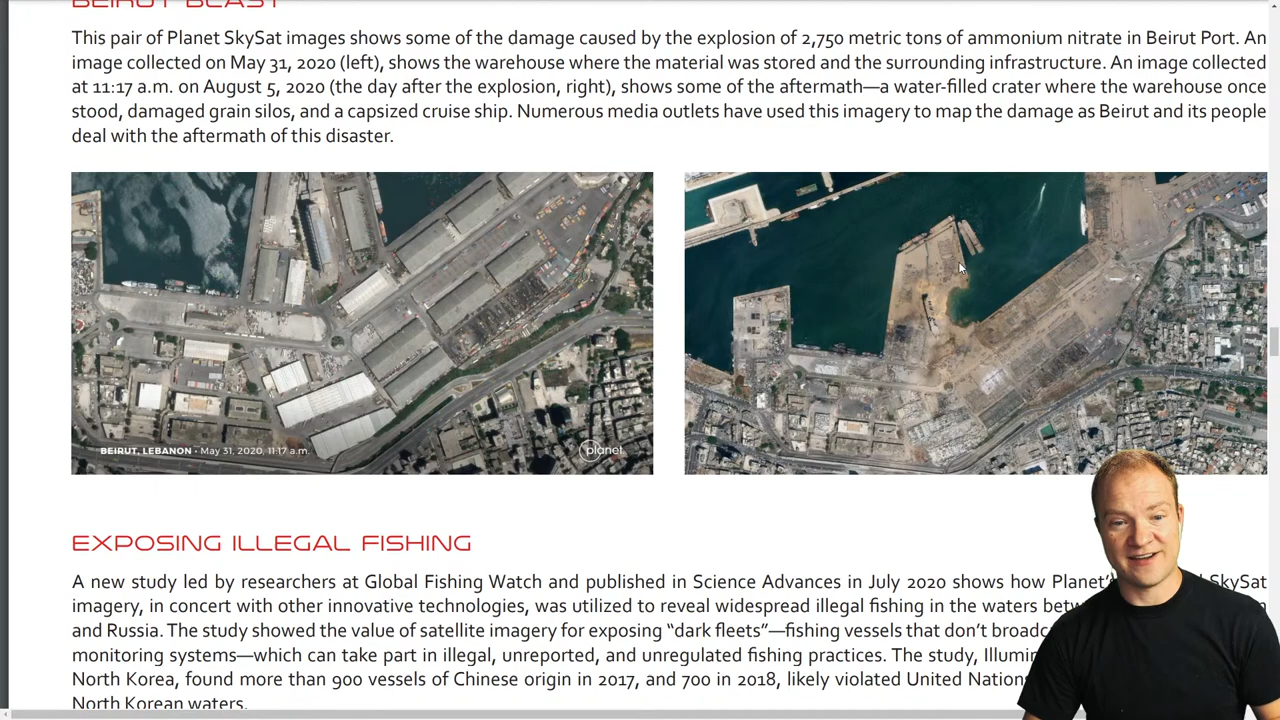 BEIRUT BLAST
This pair of Planet SkySat images shows some of the damage caused by the explosion of 2,750 metric tons of ammonium nitrate in Beirut Port. An
image collected on May 31, 2020 (left), shows the warehouse where the material was stored and the surrounding infrastructure. An image collected
at 11:17 a.m. on August 5, 2020 (the day after the explosion, right), shows some of the aftermath—a water-filled crater where the warehouse once
stood, damaged grain silos, and a capsized cruise ship. Numerous media outlets have used this imagery to map the damage as Beirut and its people
deal with the aftermath of this disaster.
BEIRUT, LEBANON • May 31, 2020, 11:17 a.m.
planet
EXPOSING ILLEGAL FISHING
A new study led by researchers at Global Fishing Watch and published in Science Advances in July 2020 shows how Planet's SkySat
imagery, in concert with other innovative technologies, was utilized to reveal widespread illegal fishing in the waters
and Russia. The study showed the value of satellite imagery for exposing “dark fleets”—fishing vessels that don't
monitoring systems—which can take part in illegal, unreported, and unregulated fishing practices. The study,
North Korea, found more than 900 vessels of Chinese origin in 2017, and 700 in 2018, likely violated United
North Korean waters.